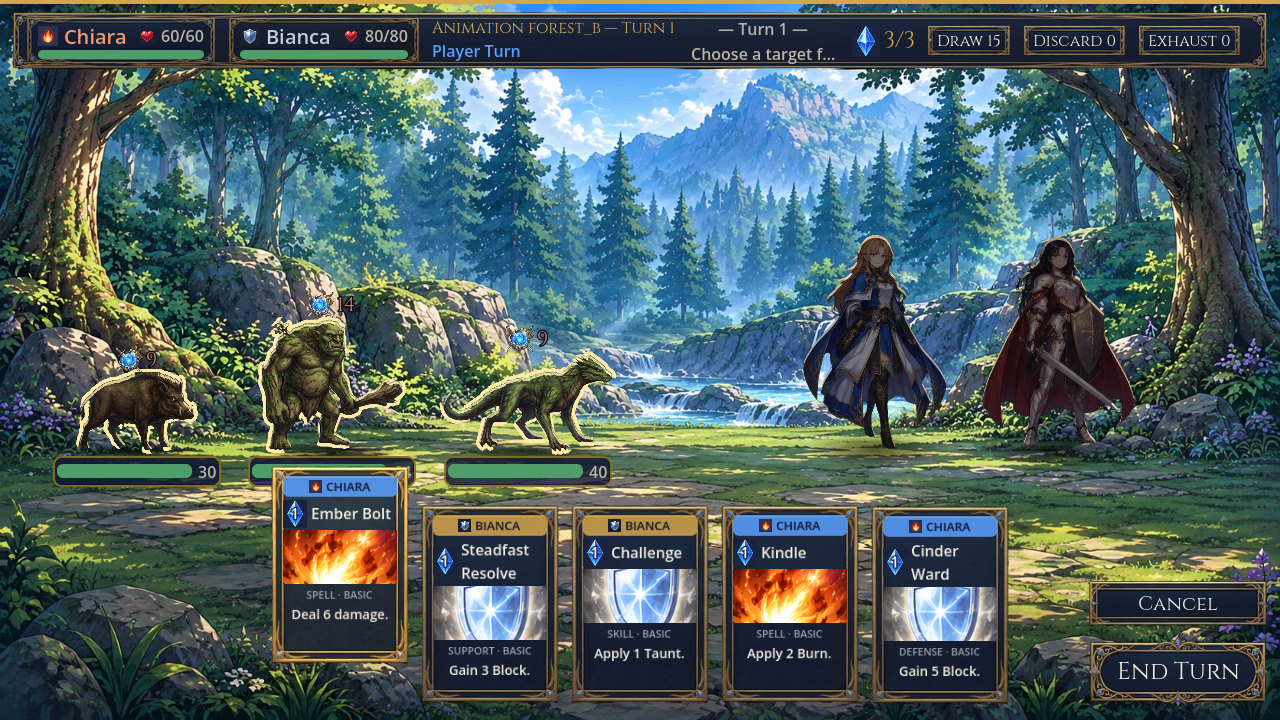 Chiara 60/60
Bianca 80/80
Animation forest_b — Turn 1
Player Turn
— Turn 1 —
Choose a target f...
3/3
Draw 15
Discard 0
Exhaust 0
14
9
9
30
40
CHIARA
1 Ember Bolt
SPELL · BASIC
Deal 6 damage.
BIANCA
1 Steadfast
Resolve
SUPPORT · BASIC
Gain 3 Block.
BIANCA
1 Challenge
SKILL · BASIC
Apply 1 Taunt.
CHIARA
1 Kindle
SPELL · BASIC
Apply 2 Burn.
CHIARA
1 Cinder
Ward
DEFENSE · BASIC
Gain 5 Block.
Cancel
End Turn